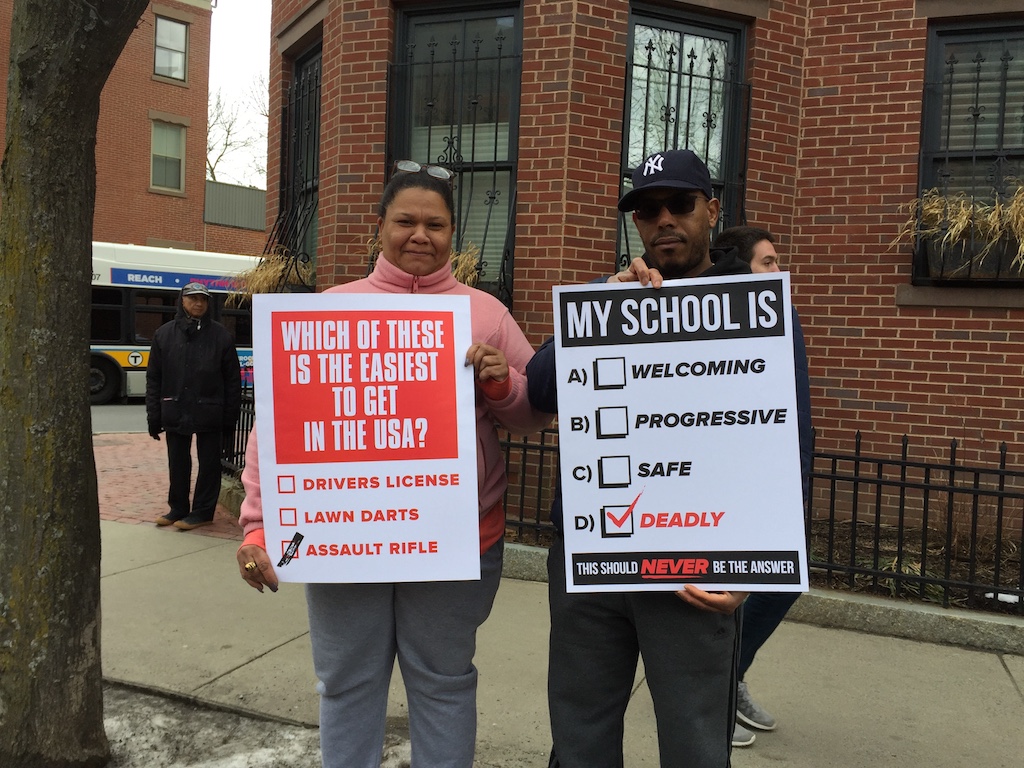 REACH
T
NY
WHICH OF THESE
IS THE EASIEST
TO GET
IN THE USA?
DRIVERS LICENSE
LAWN DARTS
ASSAULT RIFLE
MY SCHOOL IS
A) WELCOMING
B) PROGRESSIVE
C) SAFE
D) DEADLY
THIS SHOULD NEVER BE THE ANSWER